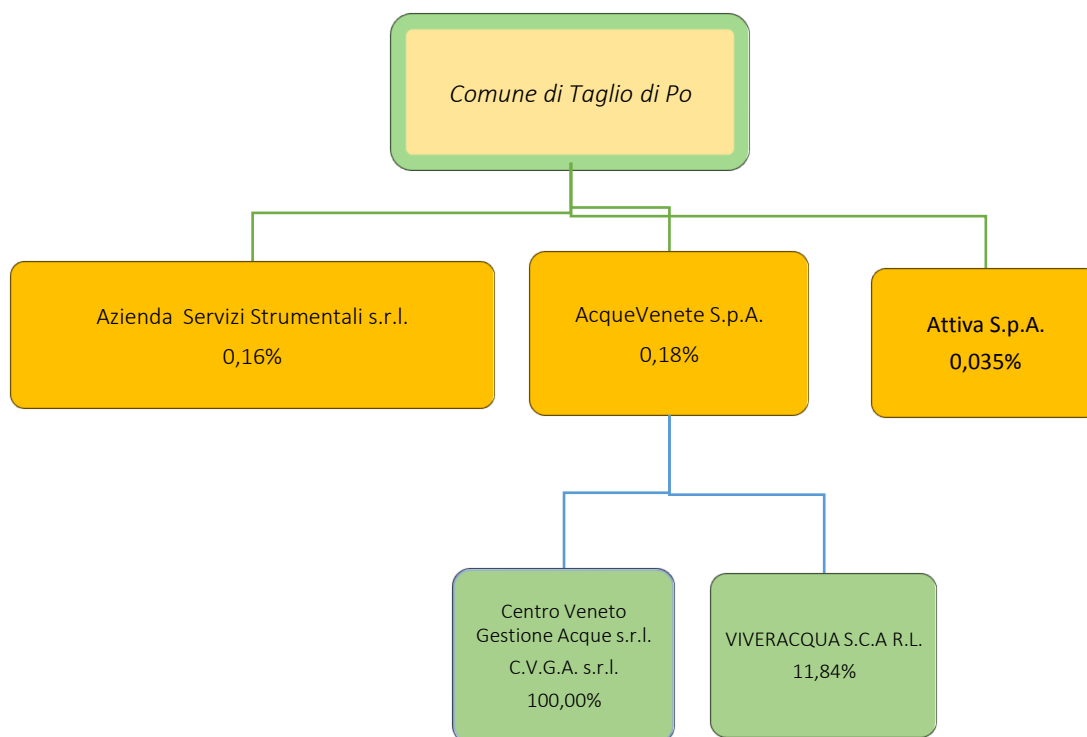 Comune di Taglio di Po
Azienda Servizi Strumentali s.r.l.
0,16%
AcqueVenete S.p.A.
0,18%
Attiva S.p.A.
0,035%
Centro Veneto
Gestione Acque s.r.l.
C.V.G.A. s.r.l.
100,00%
VIVERACQUA S.C.A R.L.
11,84%